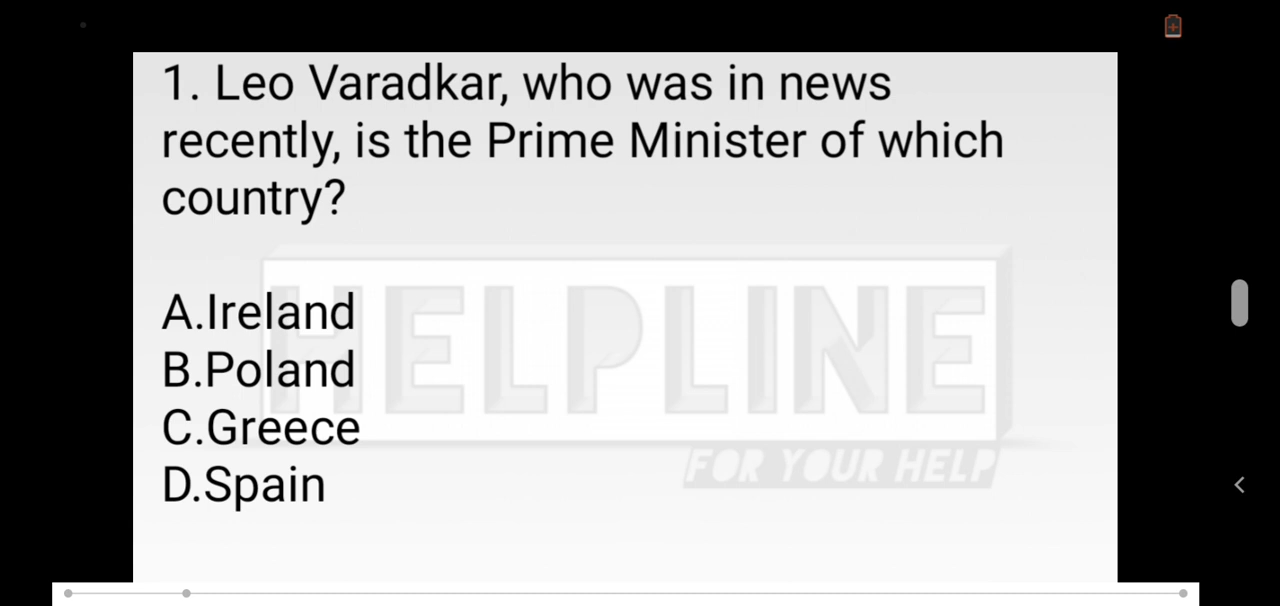 1. Leo Varadkar, who was in news
recently, is the Prime Minister of which
country?
A.Ireland
B.Poland
C.Greece
D.Spain
HELPLINE
FOR YOUR HELP